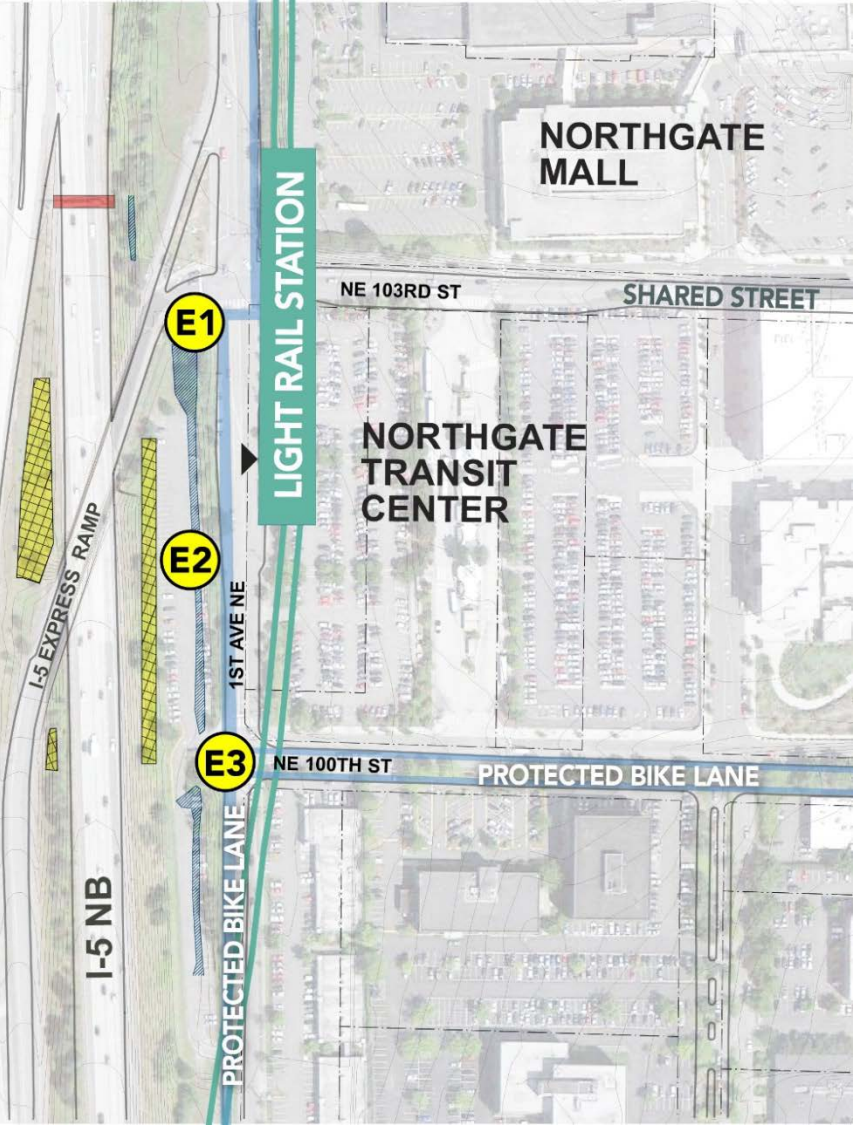 NORTHGATE
MALL
LIGHT RAIL STATION
NE 103RD ST
SHARED STREET
E1
NORTHGATE
TRANSIT
CENTER
I-5 EXPRESS RAMP
E2
1ST AVE NE
E3
NE 100TH ST
PROTECTED BIKE LANE
I-5 NB
PROTECTED BIKE LANE